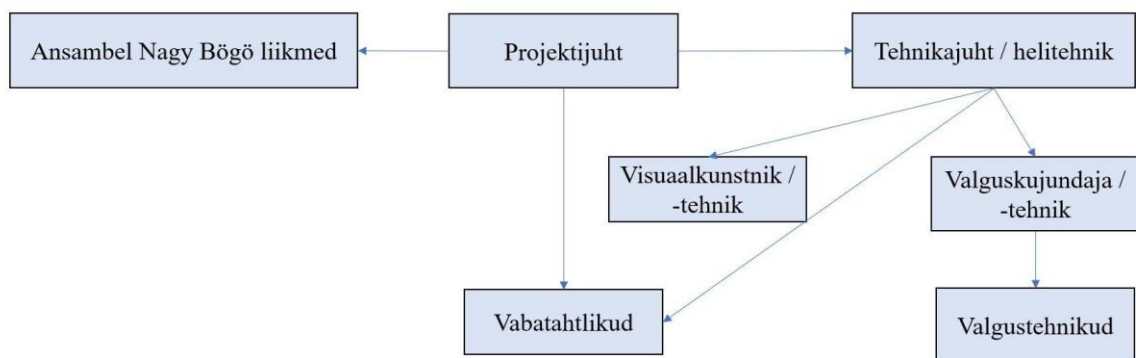 Ansambel Nagy Bögö liikmed
Projektijuht
Tehnikajuht / helitehnik
Visuaalkunstnik /
-tehnik
Valguskujundaja /
-tehnik
Vabatahtlikud
Valgustehnikud